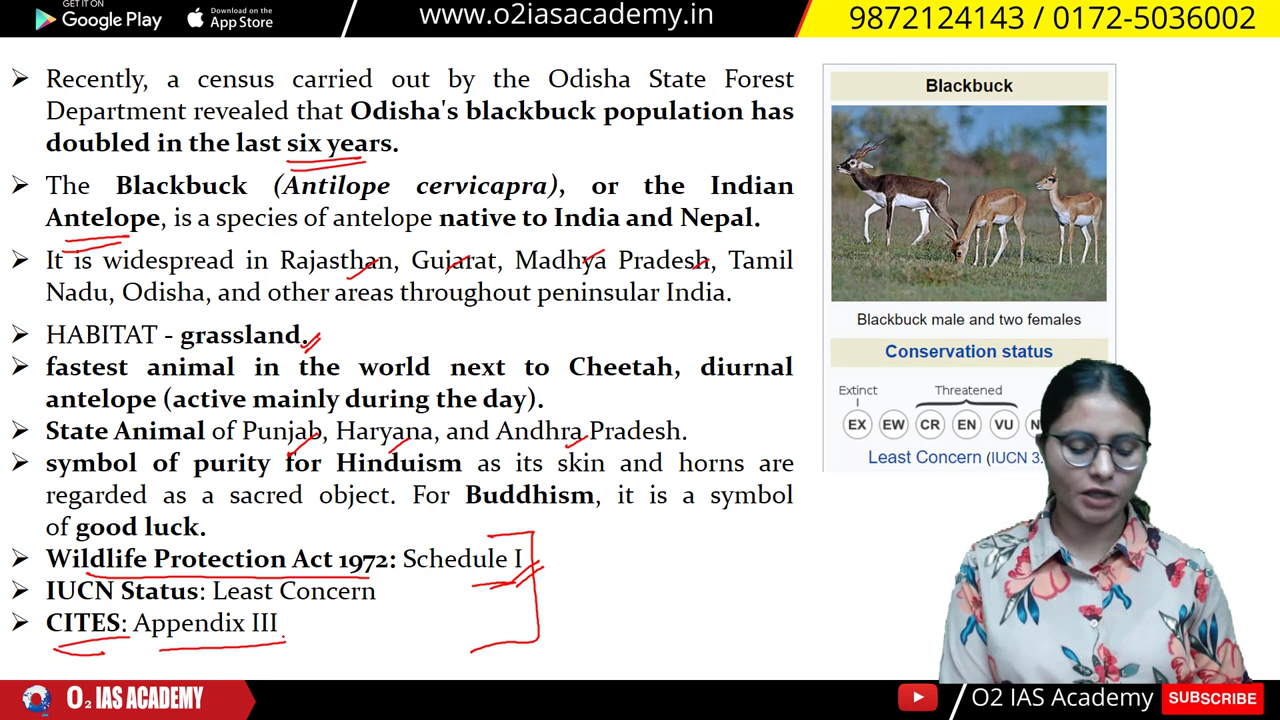 GET IT ON
Google Play
Download on the
App Store
www.o2iasacademy.in
9872124143 / 0172-5036002
Recently, a census carried out by the Odisha State Forest
Department revealed that Odisha's blackbuck population has
doubled in the last six years.
The Blackbuck (Antilope cervicapra), or the Indian
Antelope, is a species of antelope native to India and Nepal.
It is widespread in Rajasthan, Gujarat, Madhya Pradesh, Tamil
Nadu, Odisha, and other areas throughout peninsular India.
HABITAT - grassland.
fastest animal in the world next to Cheetah, diurnal
antelope (active mainly during the day).
State Animal of Punjab, Haryana, and Andhra Pradesh.
symbol of purity for Hinduism as its skin and horns are
regarded as a sacred object. For Buddhism, it is a symbol
of good luck.
Wildlife Protection Act 1972: Schedule I
IUCN Status: Least Concern
CITES: Appendix III
Blackbuck
Blackbuck male and two females
Conservation status
Extinct
Threatened
EX EW CR EN VU
Least Concern (IUCN 3.
O2 IAS ACADEMY
O2 IAS Academy
SUBSCRIBE